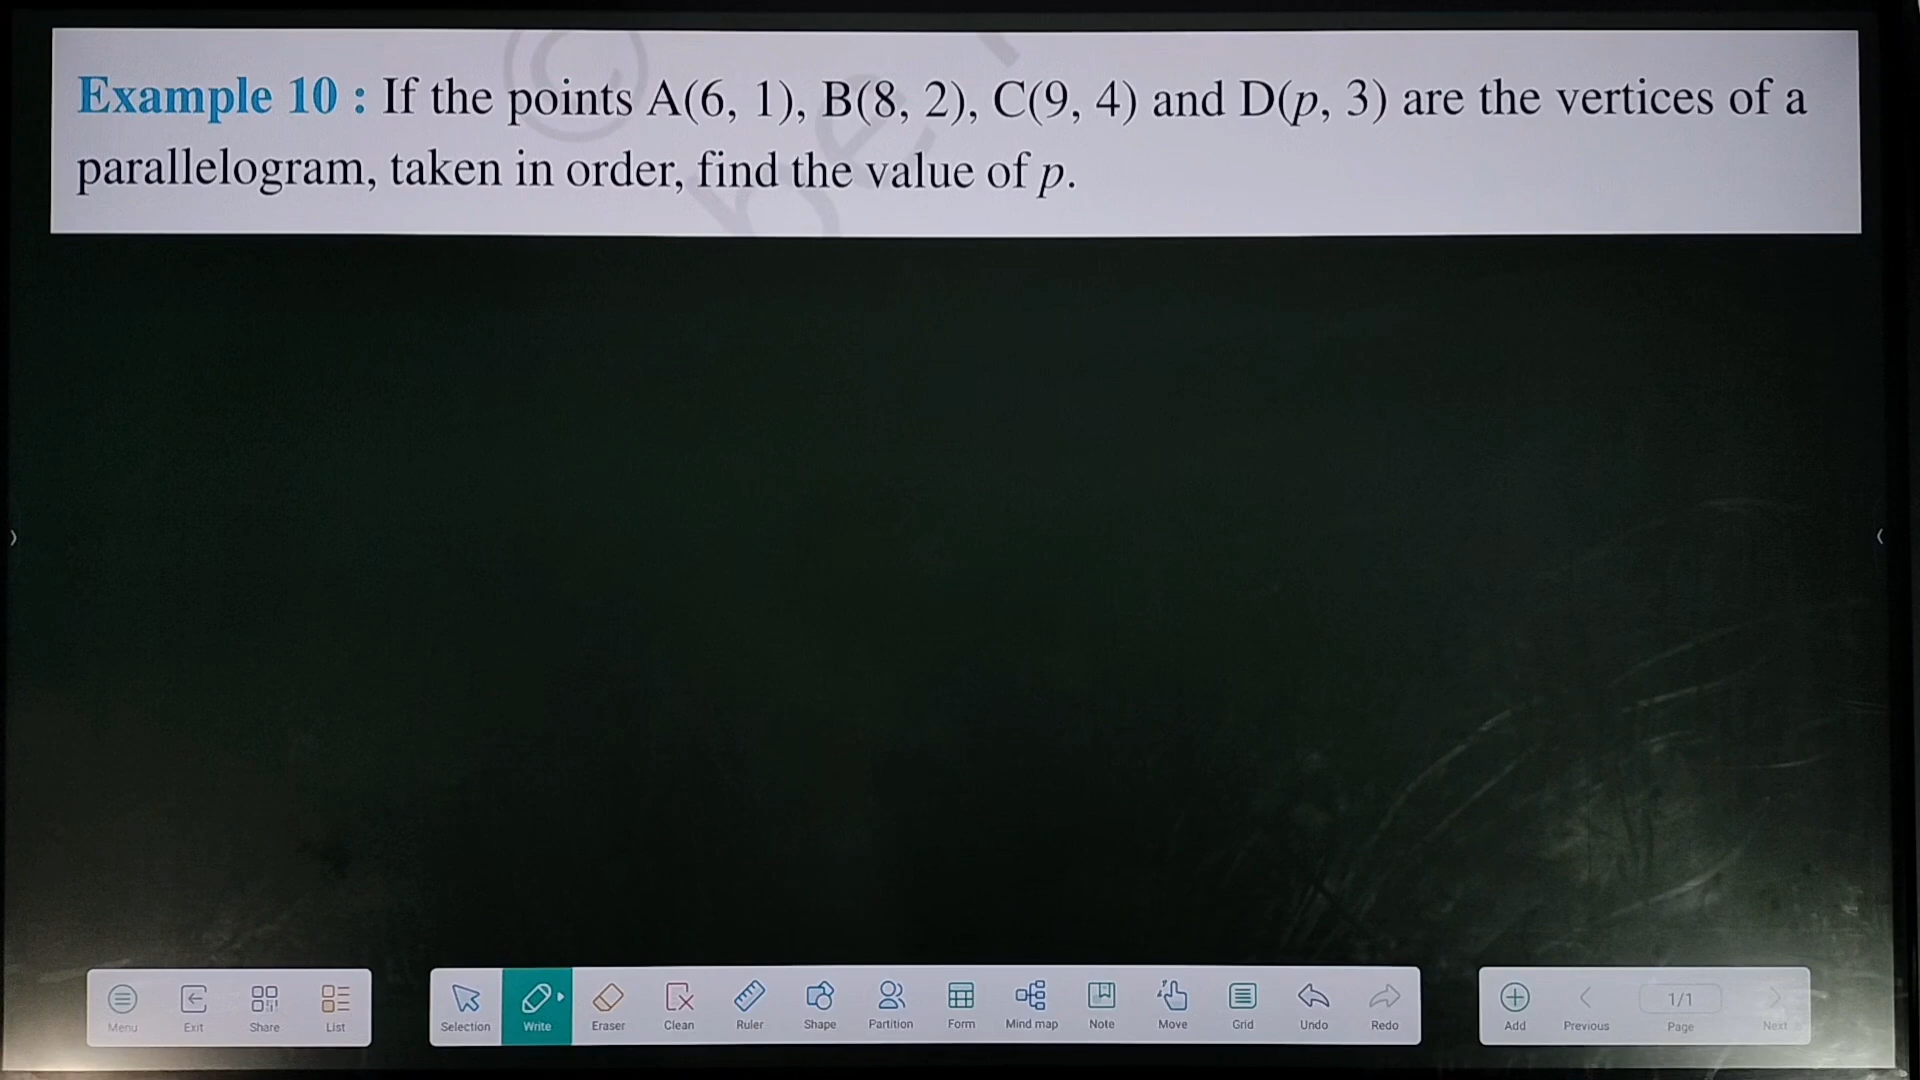 Example 10 : If the points A(6, 1), B(8, 2), C(9, 4) and D(p, 3) are the vertices of a
parallelogram, taken in order, find the value of p.
Menu Exit Share List Selection Write Eraser Clean Ruler Shape Partition Form Mind map Note Move Grid Undo Redo Add Previous 1/1 Page Next